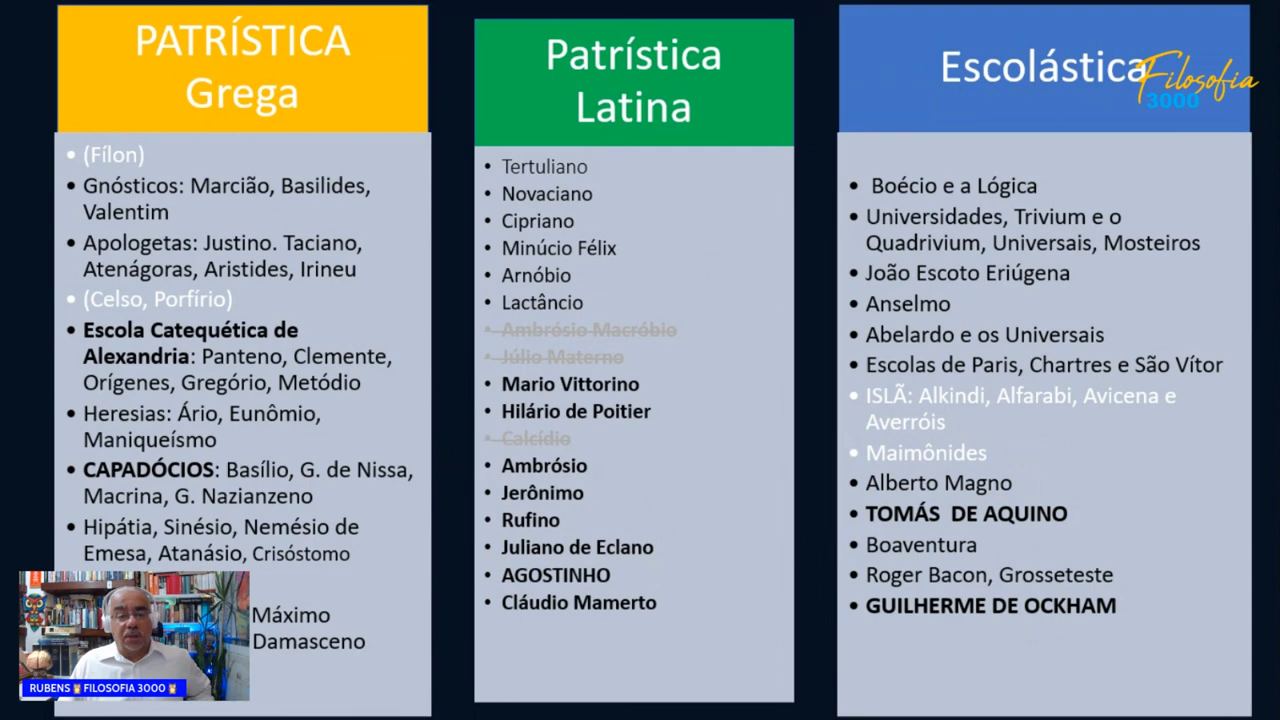 PATRÍSTICA
Grega
• (Fílon)
• Gnósticos: Marcião, Basilides,
Valentim
• Apologetas: Justino. Taciano,
Atenágoras, Aristides, Irineu
• (Celso, Porfírio)
• Escola Catequética de
Alexandria: Panteno, Clemente,
Orígenes, Gregório, Metódio
• Heresias: Ário, Eunômio,
Maniqueísmo
• CAPADÓCIOS: Basílio, G. de Nissa,
Macrina, G. Nazianzeno
• Hipátia, Sinésio, Nemésio de
Emesa, Atanásio, Crisóstomo
Máximo
Damasceno
RUBENS FILOSOFIA 3000
Patrística
Latina
• Tertuliano
• Novaciano
• Cipriano
• Minúcio Félix
• Arnóbio
• Lactâncio
• Ambrósio Macróbio
• Júlio Materno
• Mario Vittorino
• Hilário de Poitier
• Calcídio
• Ambrósio
• Jerônimo
• Rufino
• Juliano de Eclano
• AGOSTINHO
• Cláudio Mamerto
Escolástica
Filosofia
3000
• Boécio e a Lógica
• Universidades, Trivium e o
Quadrivium, Universais, Mosteiros
• João Escoto Eriúgena
• Anselmo
• Abelardo e os Universais
• Escolas de Paris, Chartres e São Vítor
• ISLÃ: Alkindi, Alfarabi, Avicena e
Averróis
• Maimônides
• Alberto Magno
• TOMÁS DE AQUINO
• Boaventura
• Roger Bacon, Grosseteste
• GUILHERME DE OCKHAM